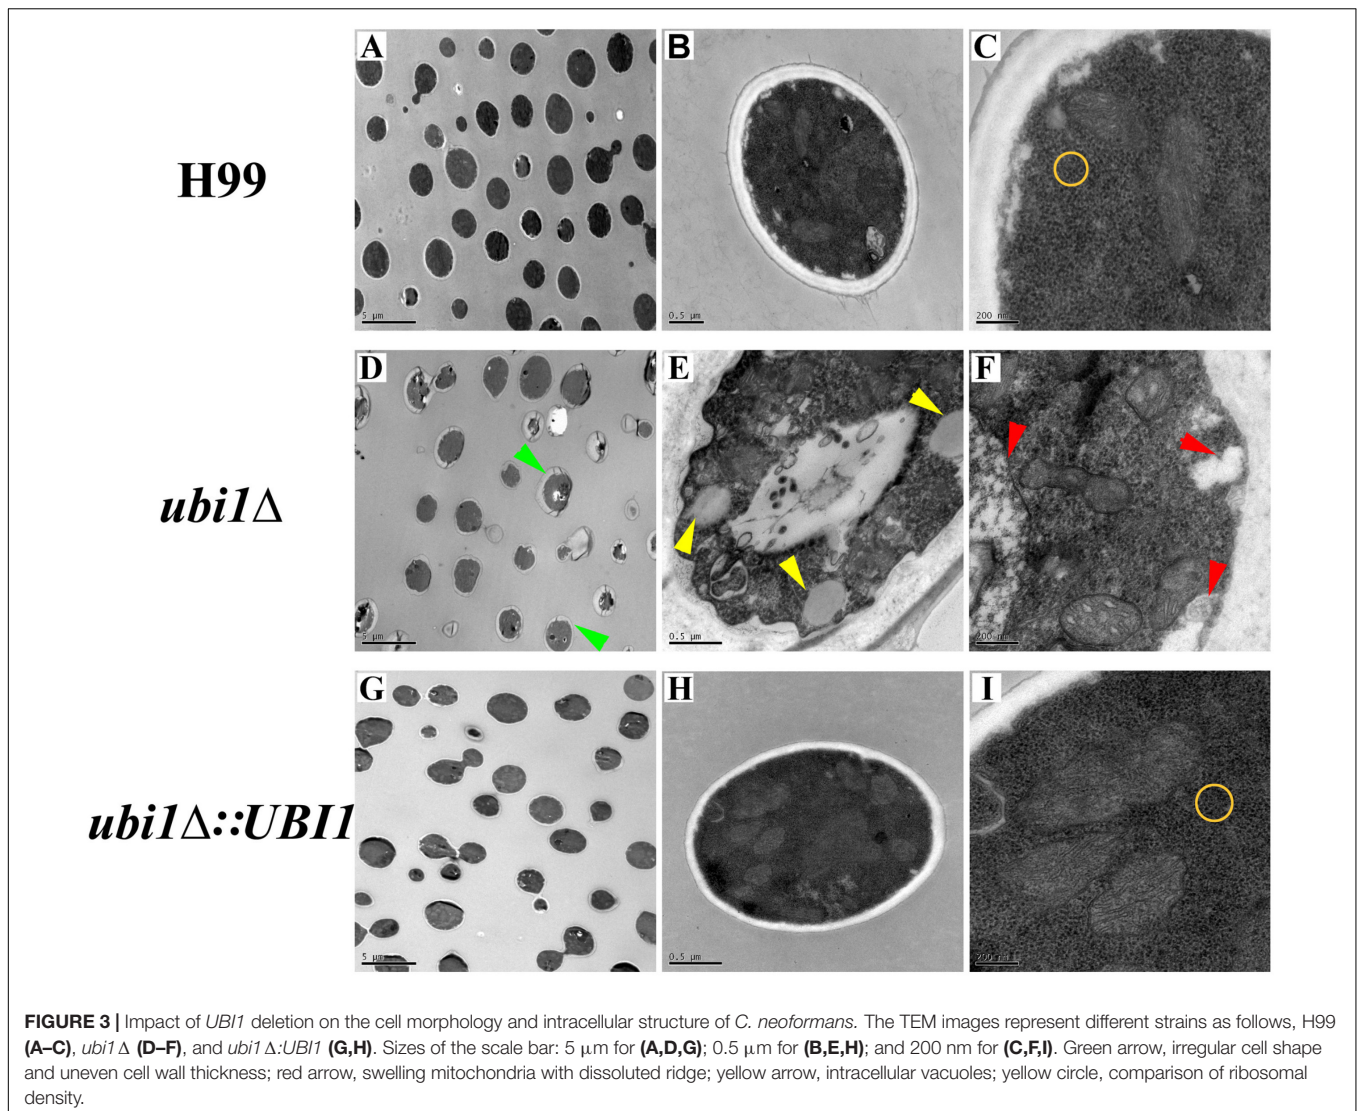 A
B
C
H99
5 µm
0.5 µm
200 nm
D
E
F
ubi1Δ
5 µm
0.5 µm
200 nm
G
H
I
ubi1Δ::UBI1
5 µm
0.5 µm
200 nm
FIGURE 3 | Impact of UBI1 deletion on the cell morphology and intracellular structure of C. neoformans. The TEM images represent different strains as follows, H99
(A–C), ubi1Δ (D–F), and ubi1Δ:UBI1 (G,H). Sizes of the scale bar: 5 µm for (A,D,G); 0.5 µm for (B,E,H); and 200 nm for (C,F,I). Green arrow, irregular cell shape
and uneven cell wall thickness; red arrow, swelling mitochondria with dissoluted ridge; yellow arrow, intracellular vacuoles; yellow circle, comparison of ribosomal
density.